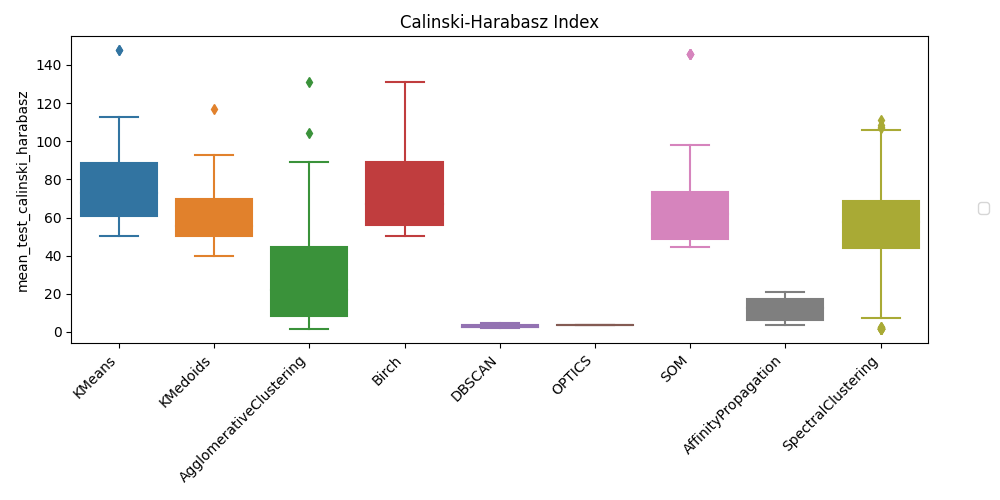 Calinski-Harabasz Index
mean_test_calinski_harabasz
140
120
100
80
60
40
20
0
KMeans
KMedoids
AgglomerativeClustering
Birch
DBSCAN
OPTICS
SOM
AffinityPropagation
SpectralClustering